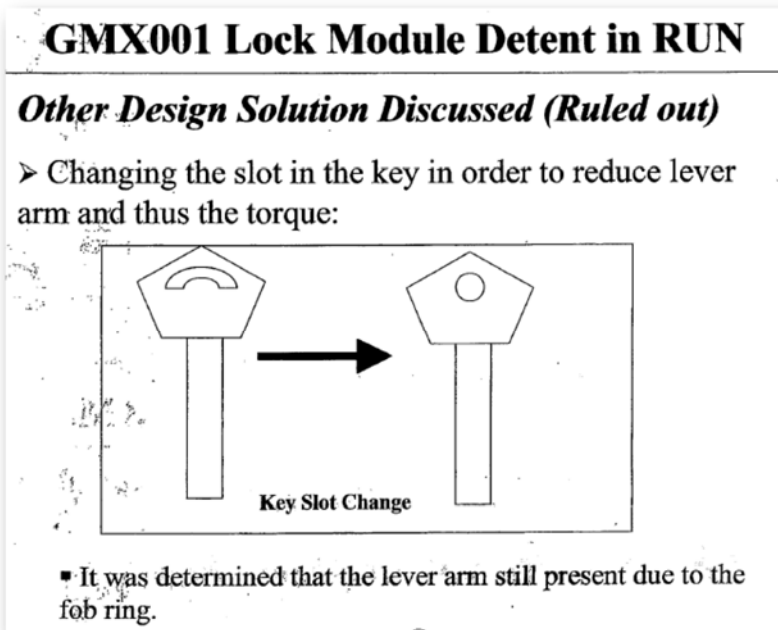 GMX001 Lock Module Detent in RUN
Other Design Solution Discussed (Ruled out)
➤ Changing the slot in the key in order to reduce lever
arm and thus the torque:
Key Slot Change
▪ It was determined that the lever arm still present due to the
fob ring.